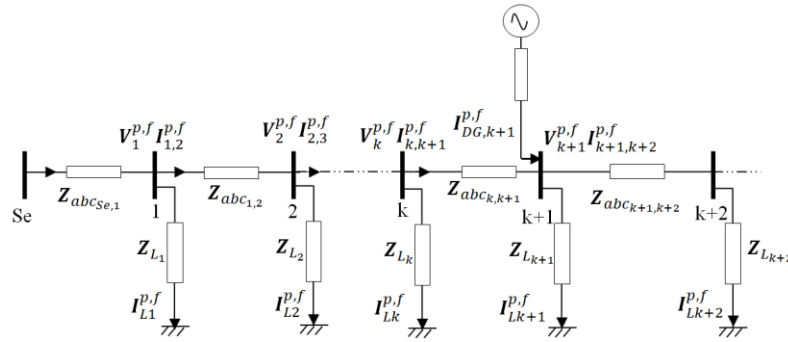 I_{DG,k+1}^{p,f}
V_1^{p,f} I_{1,2}^{p,f} V_2^{p,f} I_{2,3}^{p,f} V_k^{p,f} I_{k,k+1}^{p,f} V_{k+1}^{p,f} I_{k+1,k+2}^{p,f}
Z_{abc_{Se,1}} Z_{abc_{1,2}} Z_{abc_{k,k+1}} Z_{abc_{k+1,k+2}}
Se 1 2 k k+1 k+2
Z_{L_1} Z_{L_2} Z_{L_k} Z_{L_{k+1}} Z_{L_{k+2}}
I_{L1}^{p,f} I_{L2}^{p,f} I_{Lk}^{p,f} I_{Lk+1}^{p,f} I_{Lk+2}^{p,f}